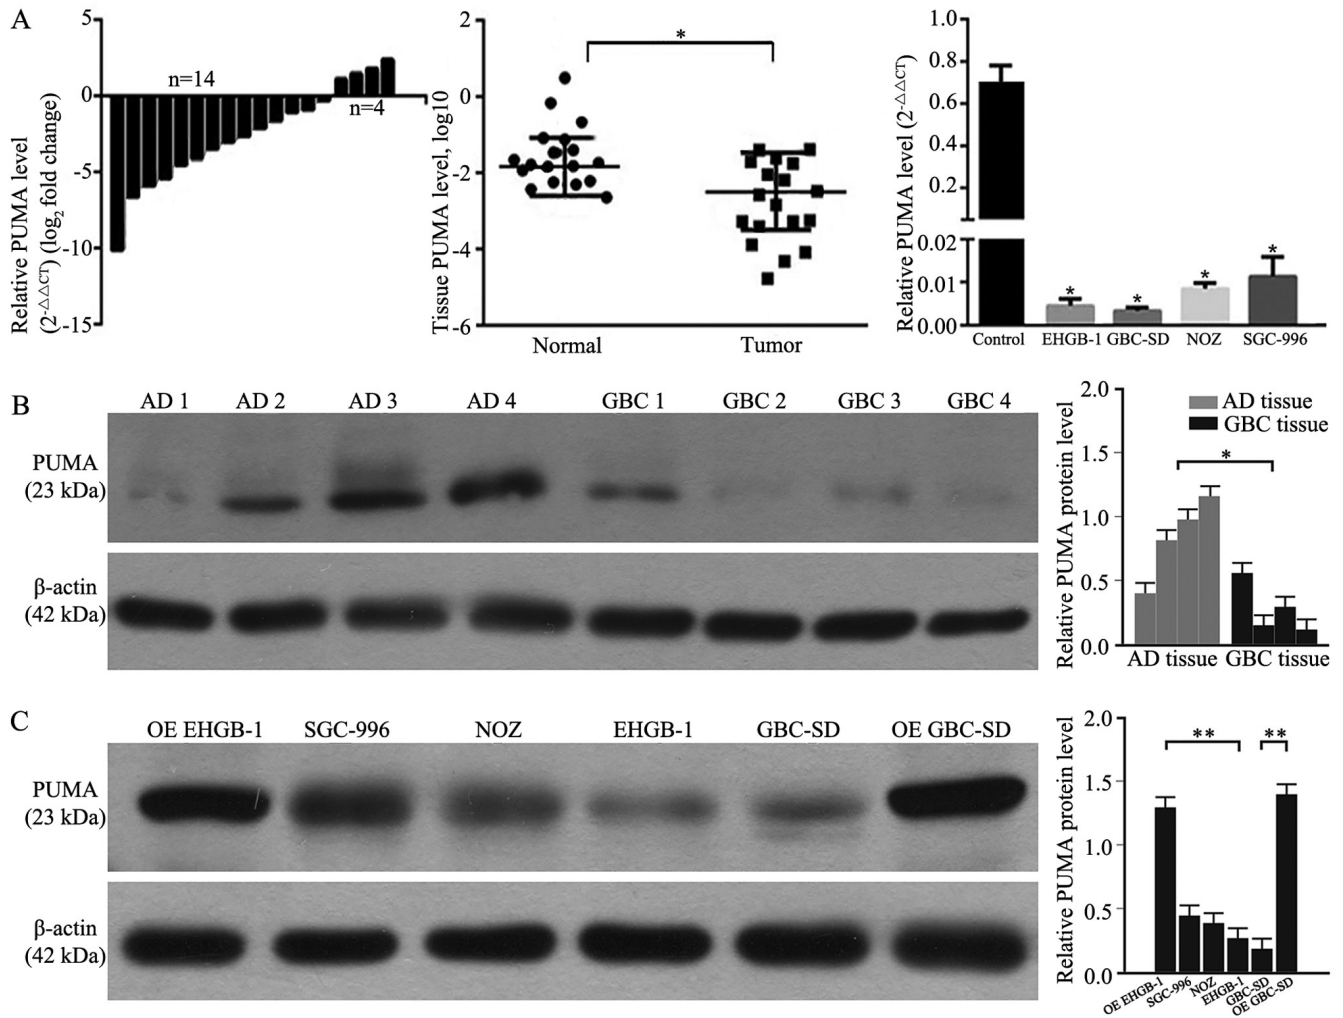 A
5
0
-5
-10
-15
Relative PUMA level
(2-△△CT) (log2 fold change)
n=14
n=4
2
0
-2
-4
-6
Tissue PUMA level, log10
*
Normal
Tumor
1.0
0.8
0.6
0.4
0.2
0.02
0.01
0.00
Relative PUMA level (2-△△CT)
*
*
*
*
Control
EHGB-1
GBC-SD
NOZ
SGC-996
B
AD 1
AD 2
AD 3
AD 4
GBC 1
GBC 2
GBC 3
GBC 4
PUMA
(23 kDa)
β-actin
(42 kDa)
2.0
1.5
1.0
0.5
0.0
Relative PUMA protein level
AD tissue
GBC tissue
*
AD tissue
GBC tissue
C
OE EHGB-1
SGC-996
NOZ
EHGB-1
GBC-SD
OE GBC-SD
PUMA
(23 kDa)
β-actin
(42 kDa)
2.0
1.5
1.0
0.5
0.0
Relative PUMA protein level
**
**
OE EHGB-1
SGC-996
NOZ
EHGB-1
GBC-SD
OE GBC-SD